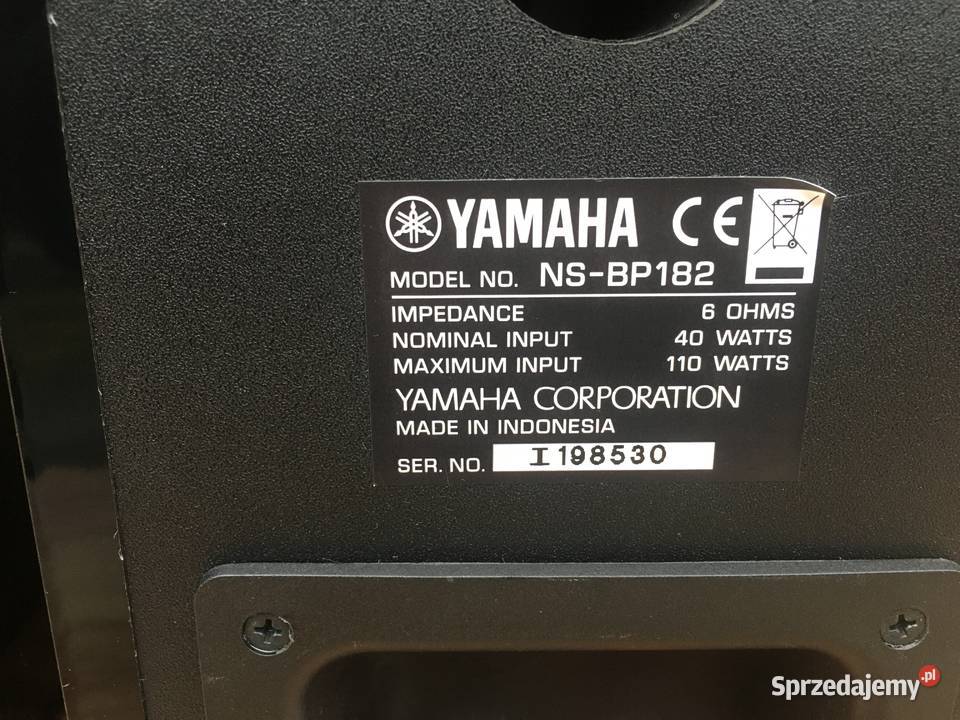 YAMAHA CE
MODEL NO. NS-BP182
IMPEDANCE 6 OHMS
NOMINAL INPUT 40 WATTS
MAXIMUM INPUT 110 WATTS
YAMAHA CORPORATION
MADE IN INDONESIA
SER. NO. I198530
Sprzedajemy.pl